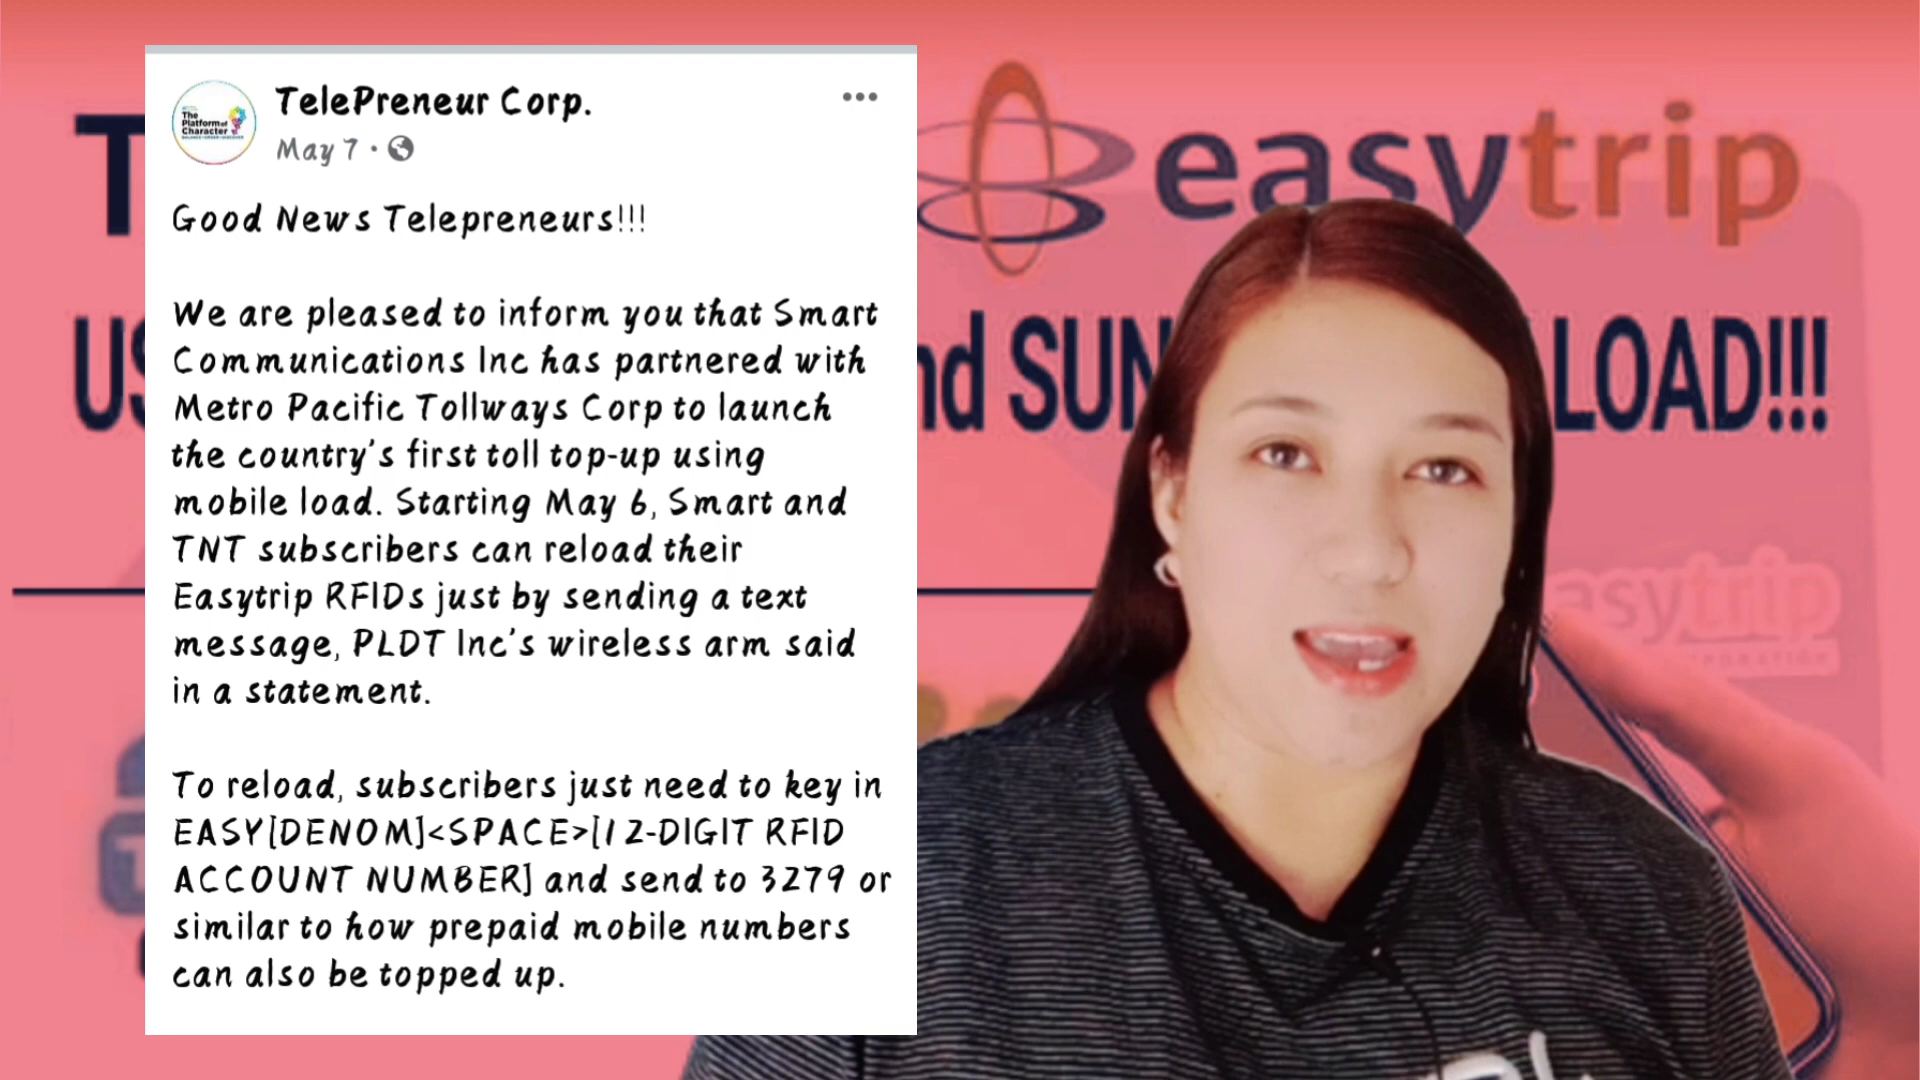 The
Platform of
Character
TelePreneur Corp.
May 7
Good News Telepreneurs!!!
We are pleased to inform you that Smart
Communications Inc has partnered with
Metro Pacific Tollways Corp to launch
the country's first toll top-up using
mobile load. Starting May 6, Smart and
TNT subscribers can reload their
Easytrip RFIDs just by sending a text
message, PLDT Inc's wireless arm said
in a statement.
To reload, subscribers just need to key in
EASY[DENOM]<SPACE>[12-DIGIT RFID
ACCOUNT NUMBER] and send to 3279 or
similar to how prepaid mobile numbers
can also be topped up.
easytrip
SUN LOAD!!!